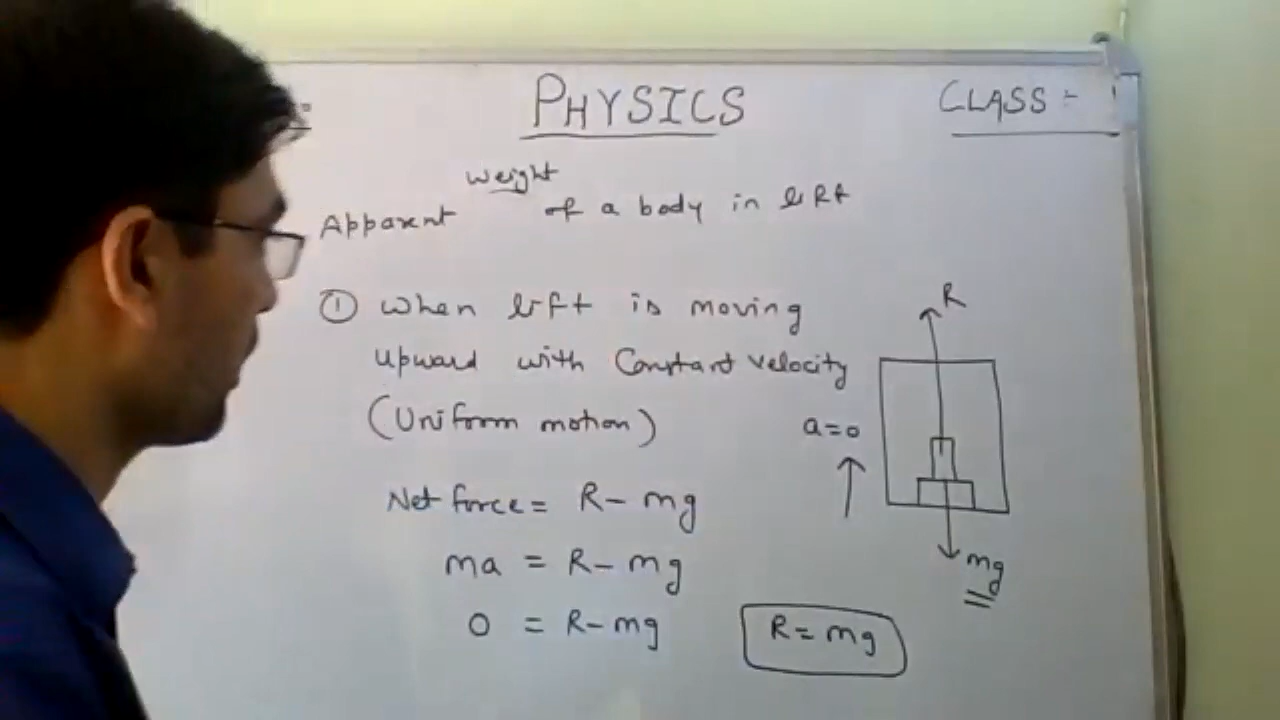 PHYSICS
CLASS :-
Apparent weight of a body in lift
① When lift is moving
upward with Constant velocity
(Uniform motion)
Net force = R - mg
ma = R - mg
0 = R - mg
R = mg
R
a=0
mg